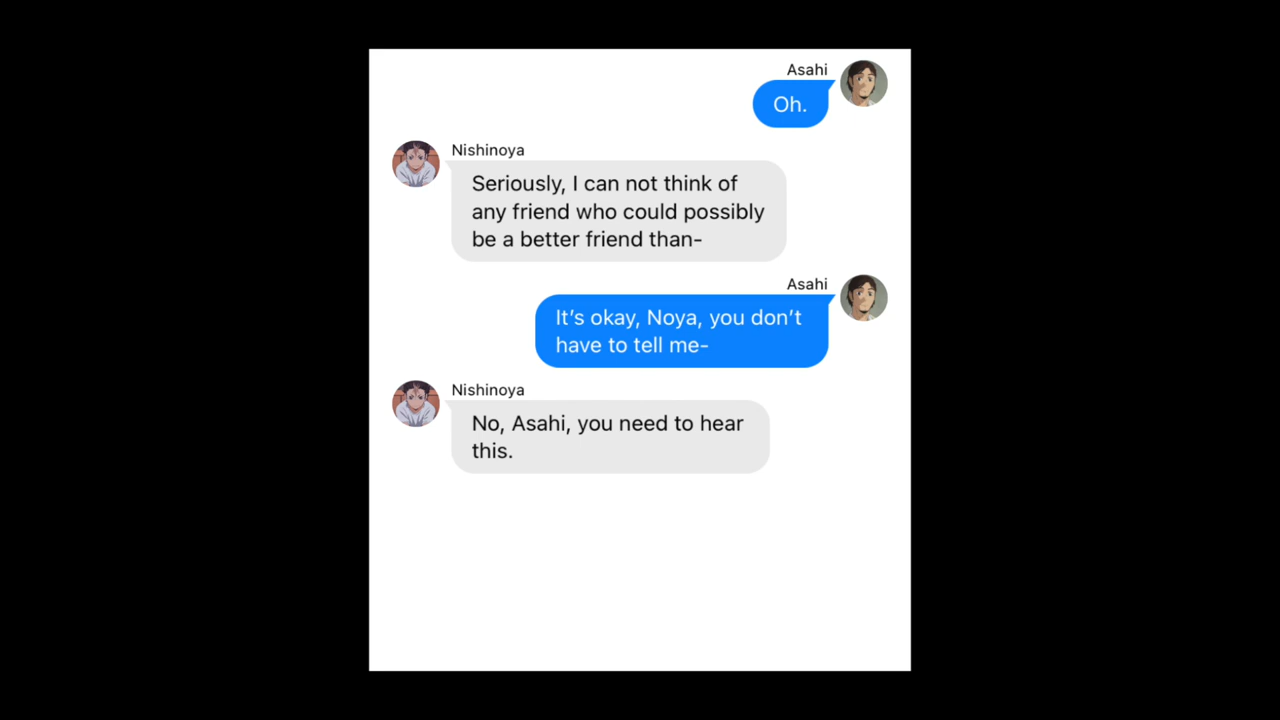 Asahi
Oh.
Nishinoya
Seriously, I can not think of
any friend who could possibly
be a better friend than-
Asahi
It’s okay, Noya, you don’t
have to tell me-
Nishinoya
No, Asahi, you need to hear
this.